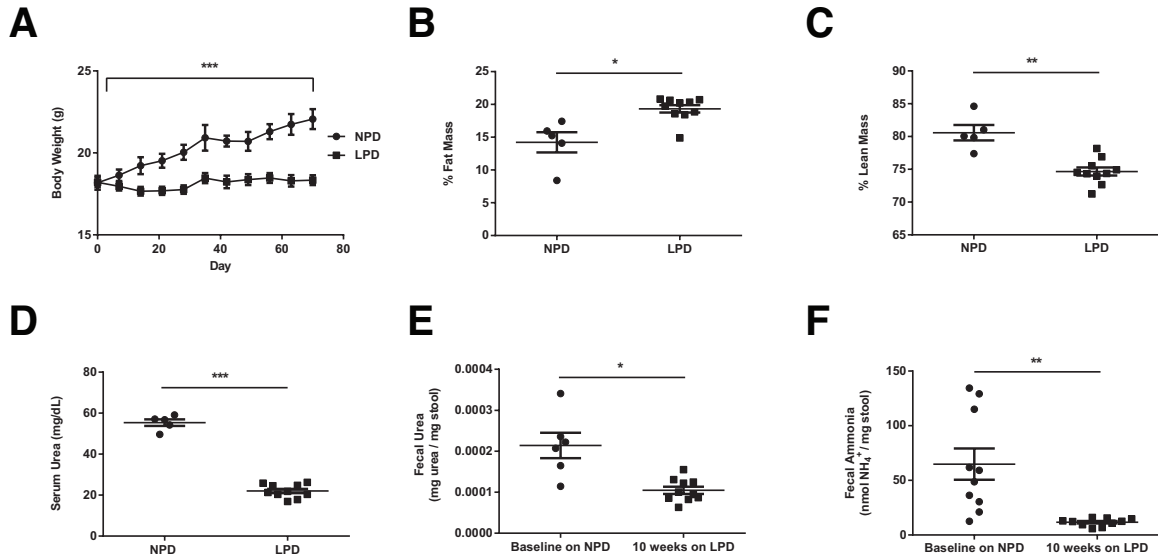 A
***
25
20
15
Body Weight (g)
0
20
40
60
80
Day
NPD
LPD
B
*
25
20
15
10
5
0
% Fat Mass
NPD
LPD
C
**
90
85
80
75
70
65
% Lean Mass
NPD
LPD
D
***
80
60
40
20
0
Serum Urea (mg/dL)
NPD
LPD
E
*
0.0004
0.0003
0.0002
0.0001
0.0000
Fecal Urea
(mg urea / mg stool)
Baseline on NPD
10 weeks on LPD
F
**
150
100
50
0
Fecal Ammonia
(nmol NH₄⁺/ mg stool)
Baseline on NPD
10 weeks on LPD